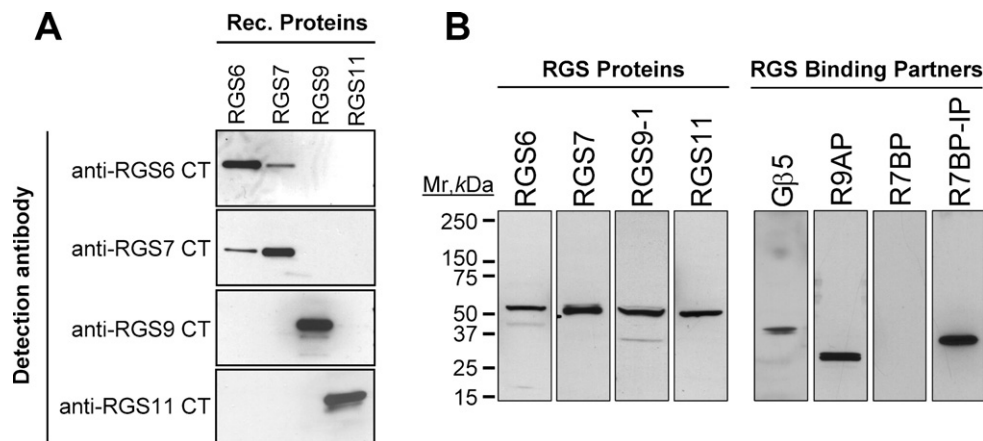 A
Rec. Proteins
RGS6
RGS7
RGS9
RGS11
Detection antibody
anti-RGS6 CT
anti-RGS7 CT
anti-RGS9 CT
anti-RGS11 CT
B
RGS Proteins
RGS Binding Partners
RGS6
RGS7
RGS9-1
RGS11
Gβ5
R9AP
R7BP
R7BP-IP
Mr,kDa
250
150
75
50
37
25
15